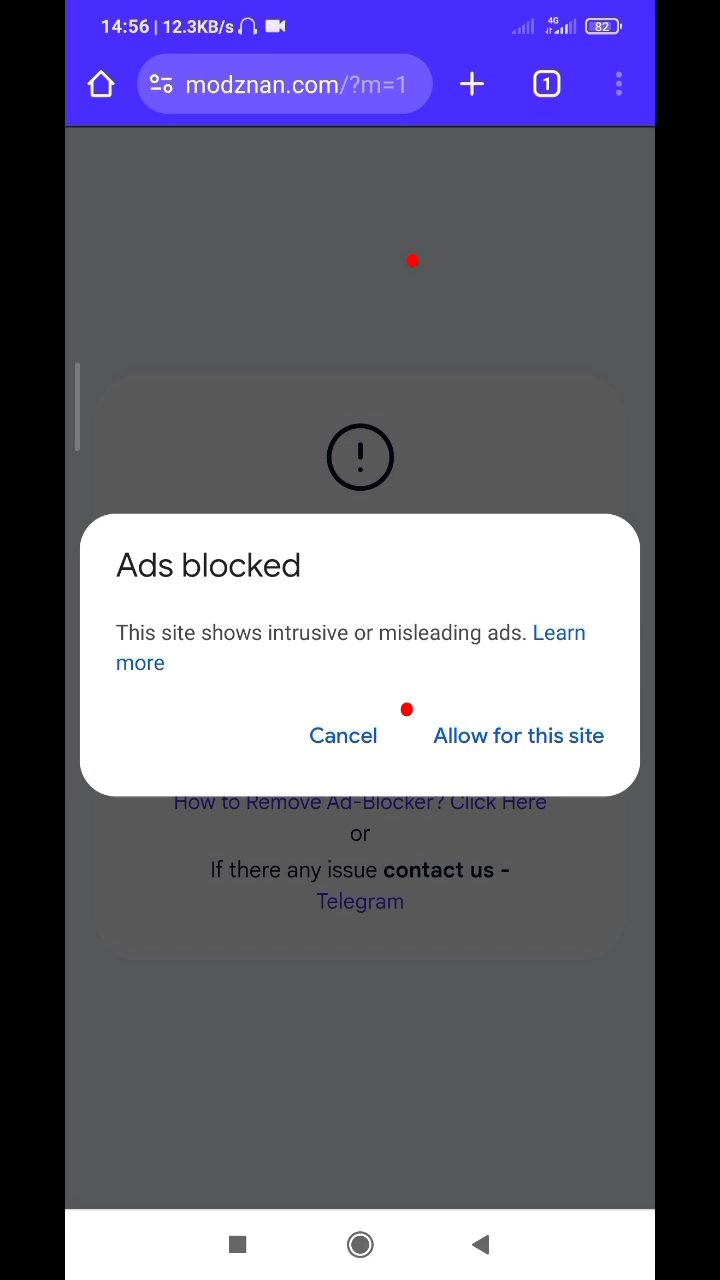 14:56 | 12.3KB/s 4G 82
modznan.com/?m=1 1
Ads blocked
This site shows intrusive or misleading ads. Learn
more
Cancel Allow for this site
How to Remove Ad-Blocker? Click Here
or
If there any issue contact us -
Telegram